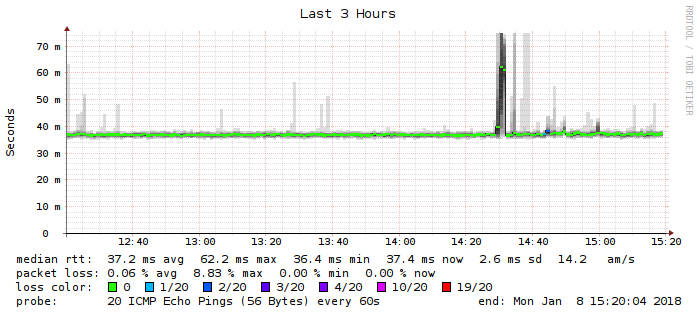 Last 3 Hours
RRDTOOL / TOBI OETIKER
Seconds
70 m
60 m
50 m
40 m
30 m
20 m
10 m
0
12:40 13:00 13:20 13:40 14:00 14:20 14:40 15:00 15:20
median rtt: 37.2 ms avg 62.2 ms max 36.4 ms min 37.4 ms now 2.6 ms sd 14.2 am/s
packet loss: 0.06 % avg 8.83 % max 0.00 % min 0.00 % now
loss color: 0 1/20 2/20 3/20 4/20 10/20 19/20
probe: 20 ICMP Echo Pings (56 Bytes) every 60s end: Mon Jan 8 15:20:04 2018